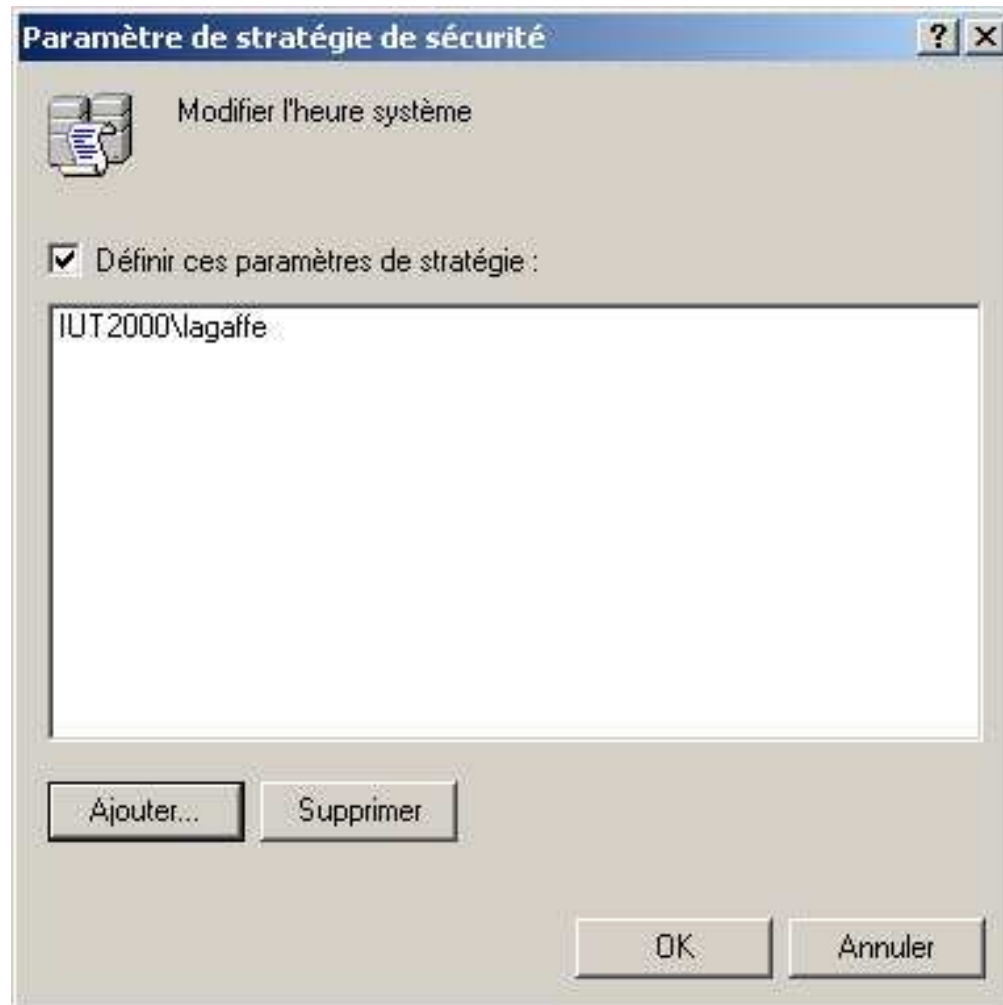 Paramètre de stratégie de sécurité
Modifier l'heure système
Définir ces paramètres de stratégie :
IUT2000\lagaffe
Ajouter...
Supprimer
OK
Annuler